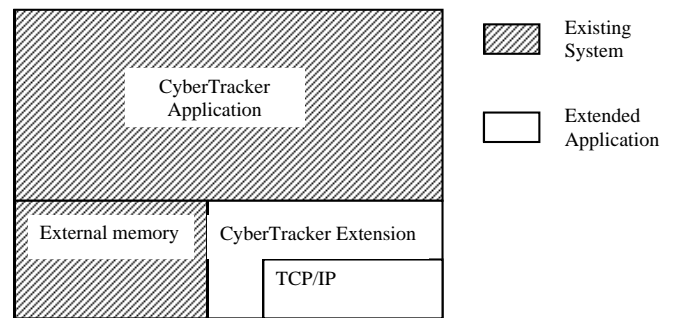 CyberTracker
Application
External memory
CyberTracker Extension
TCP/IP
Existing
System
Extended
Application